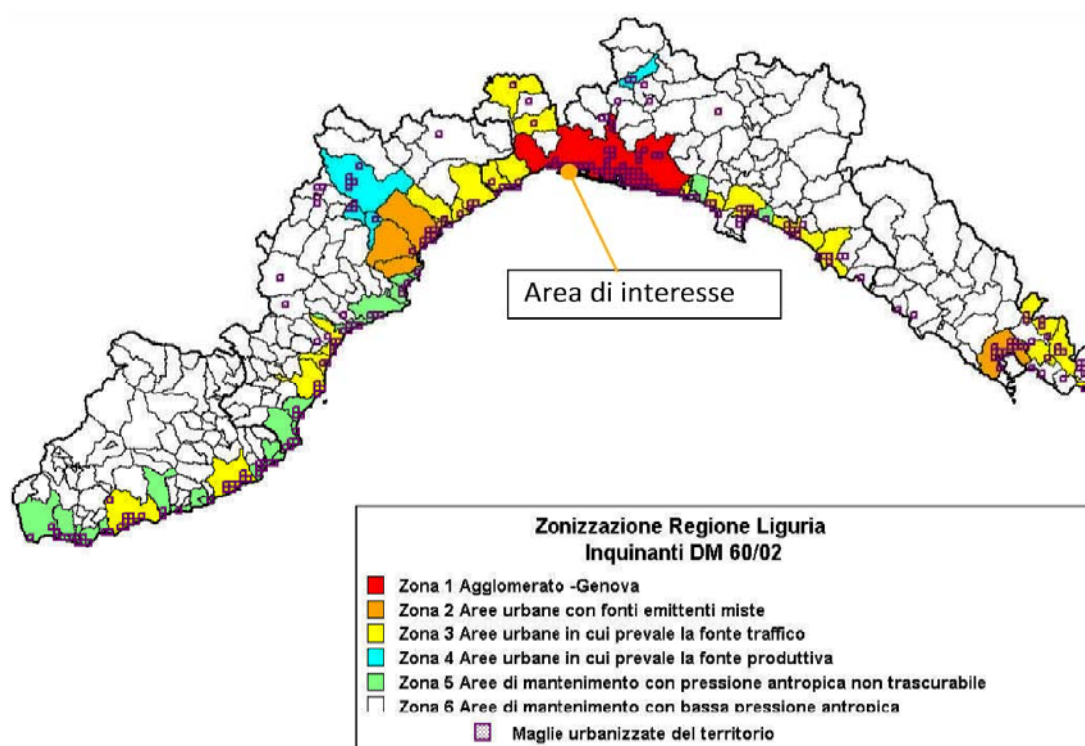 Area di interesse
Zonizzazione Regione Liguria
Inquinanti DM 60/02
Zona 1 Agglomerato -Genova
Zona 2 Aree urbane con fonti emittenti miste
Zona 3 Aree urbane in cui prevale la fonte traffico
Zona 4 Aree urbane in cui prevale la fonte produttiva
Zona 5 Aree di mantenimento con pressione antropica non trascurabile
Zona 6 Aree di mantenimento con bassa pressione antropica
Maglie urbanizzate del territorio